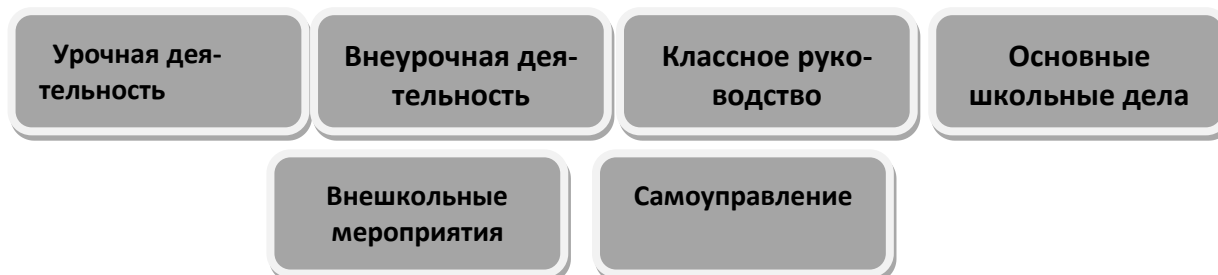 Урочная дея-
тельность
Внеурочная дея-
тельность
Классное руко-
водство
Основные
школьные дела
Внешкольные
мероприятия
Самоуправление